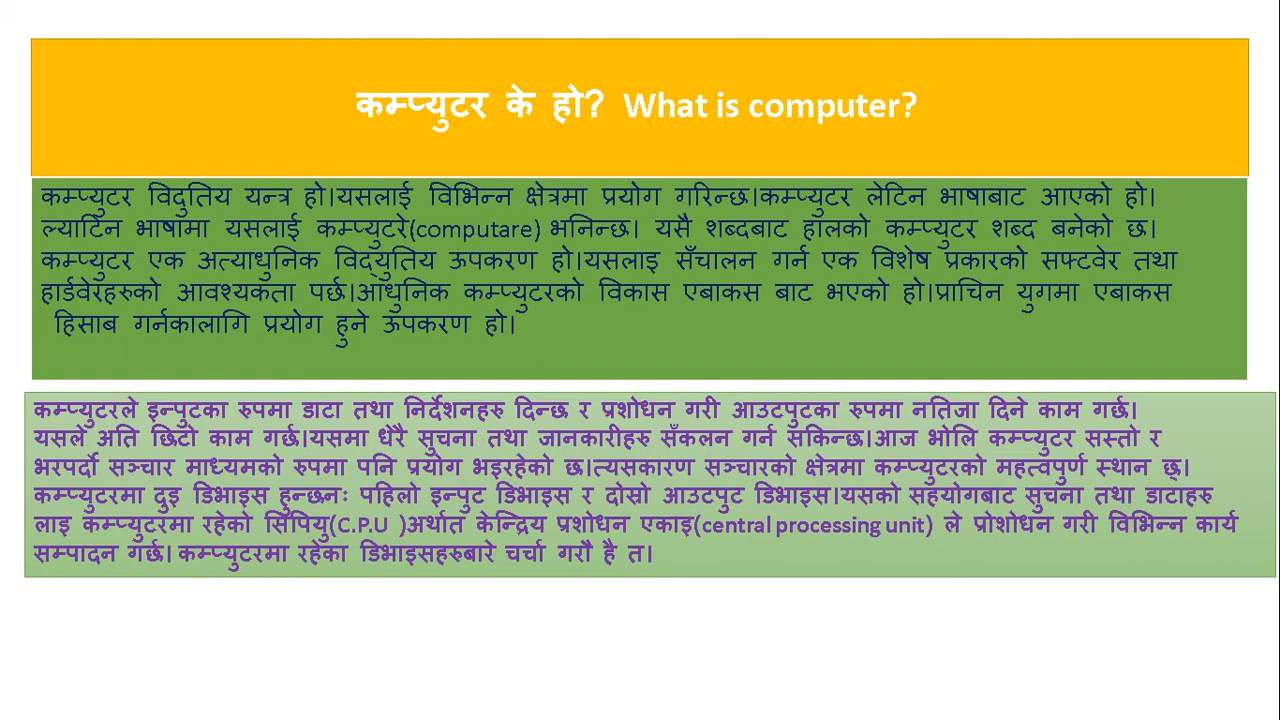 कम्प्युटर के हो? What is computer?
कम्प्युटर विदुतिय यन्त्र हो।यसलाई विभिन्न क्षेत्रमा प्रयोग गरिन्छ।कम्प्युटर लेटिन भाषाबाट आएको हो।
ल्याटिन भाषामा यसलाई कम्प्युटरे(computare) भनिन्छ। यसै शब्दबाट हालको कम्प्युटर शब्द बनेको छ।
कम्प्युटर एक अत्याधुनिक विद्युतिय ऊपकरण हो।यसलाइ सँचालन गर्न एक विशेष प्रकारको सफ्टवेर तथा
हार्डवेरहरुको आवश्यकता पर्छ।आधुनिक कम्प्युटरको विकास एबाकस बाट भएको हो।प्राचिन युगमा एबाकस
हिसाब गर्नकालागि प्रयोग हुने ऊपकरण हो।
कम्प्युटरले इन्पुटका रुपमा डाटा तथा निर्देशनहरु दिन्छ र प्रशोधन गरी आउटपुटका रुपमा नतिजा दिने काम गर्छ।
यसले अति छिटो काम गर्छ।यसमा धेरै सुचना तथा जानकारीहरु सँकलन गर्न सकिन्छ।आज भोलि कम्प्युटर सस्तो र
भरपर्दो सञ्चार माध्यमको रुपमा पनि प्रयोग भइरहेको छ।त्यसकारण सञ्चारको क्षेत्रमा कम्प्युटरको महत्वपुर्ण स्थान छ्।
कम्प्युटरमा दुइ डिभाइस हुन्छनः पहिलो इन्पुट डिभाइस र दोस्रो आउटपुट डिभाइस।यसको सहयोगबाट सुचना तथा डाटाहरु
लाइ कम्प्युटरमा रहेको सिपियु(C.P.U )अर्थात केन्द्रिय प्रशोधन एकाइ(central processing unit) ले प्रोशोधन गरी विभिन्न कार्य
सम्पादन गर्छ। कम्प्युटरमा रहेका डिभाइसहरुबारे चर्चा गरौ है त।